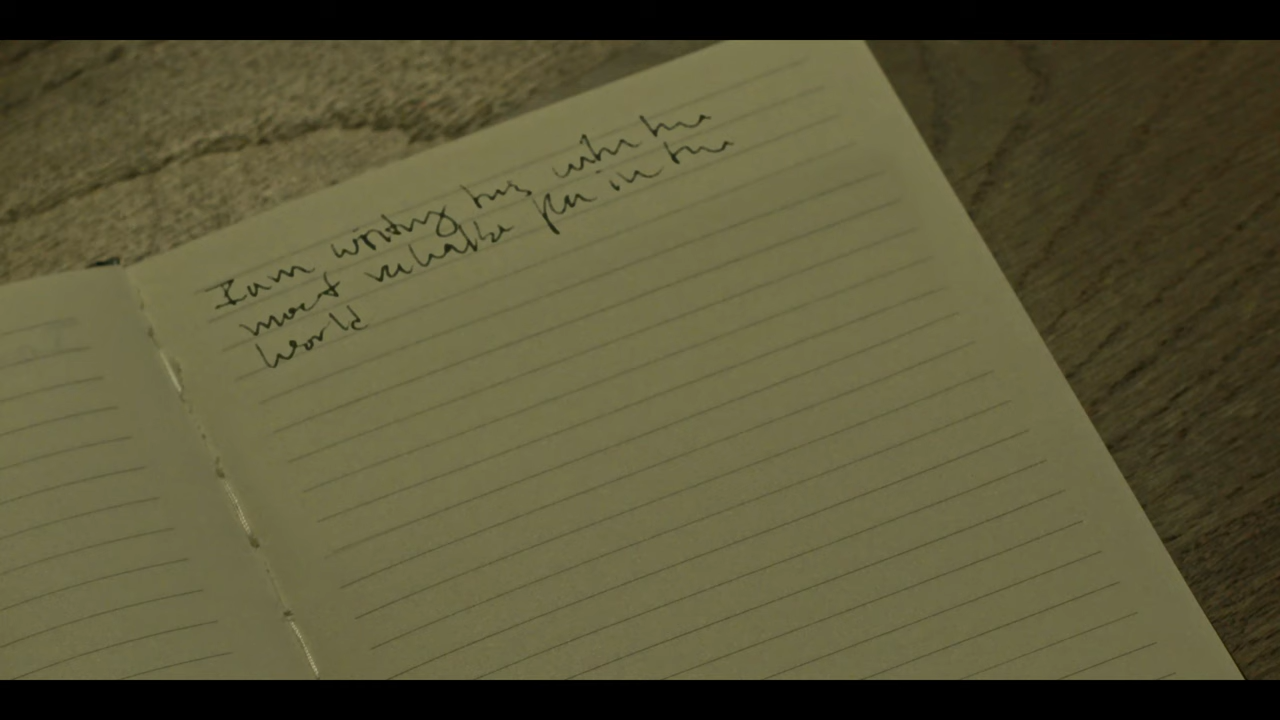 I am writing this with the
most valuable pen in the
world